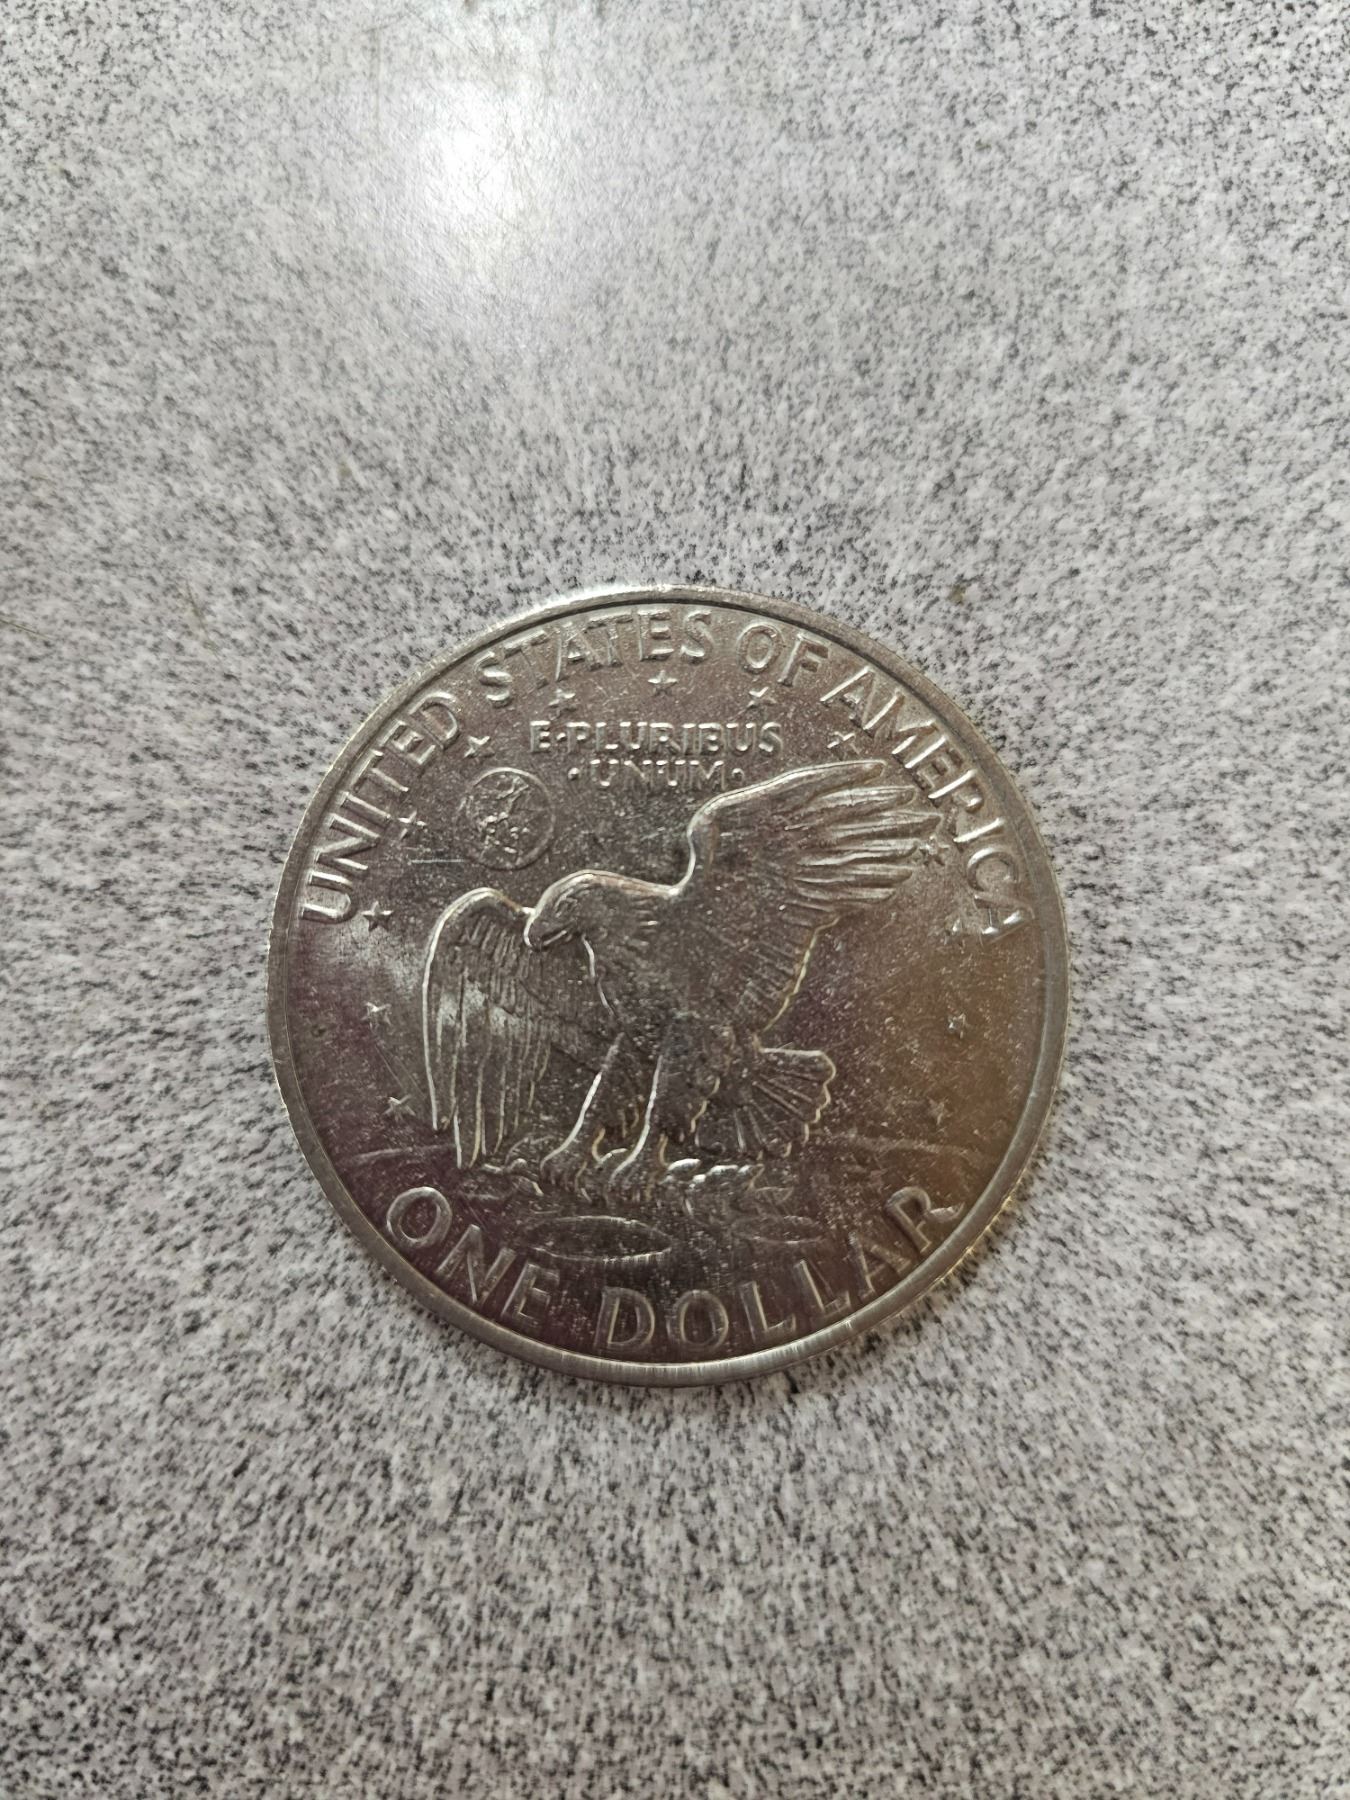 UNITED STATES OF AMERICA
E·PLURIBUS
·UNUM·
ONE DOLLAR